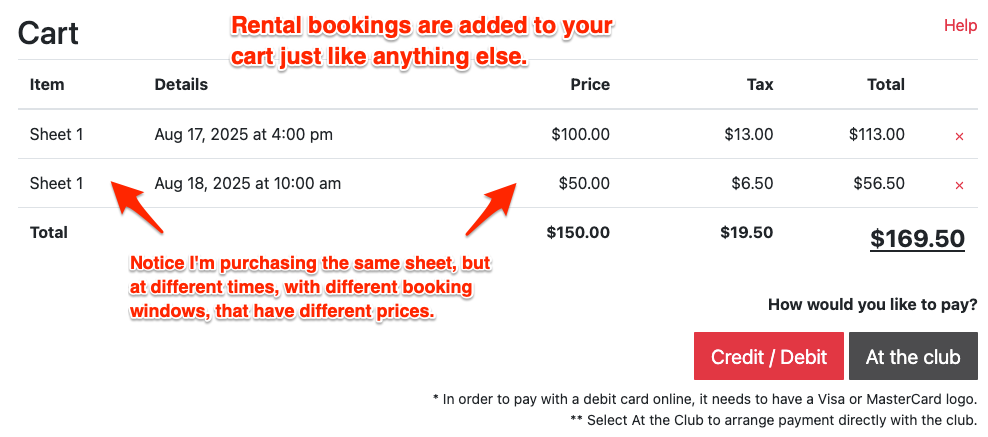 Cart
Rental bookings are added to your
cart just like anything else.
Help
Item Details Price Tax Total
Sheet 1 Aug 17, 2025 at 4:00 pm $100.00 $13.00 $113.00 ×
Sheet 1 Aug 18, 2025 at 10:00 am $50.00 $6.50 $56.50 ×
Total $150.00 $19.50 $169.50
Notice I'm purchasing the same sheet, but
at different times, with different booking
windows, that have different prices.
How would you like to pay?
Credit / Debit At the club
* In order to pay with a debit card online, it needs to have a Visa or MasterCard logo.
** Select At the Club to arrange payment directly with the club.